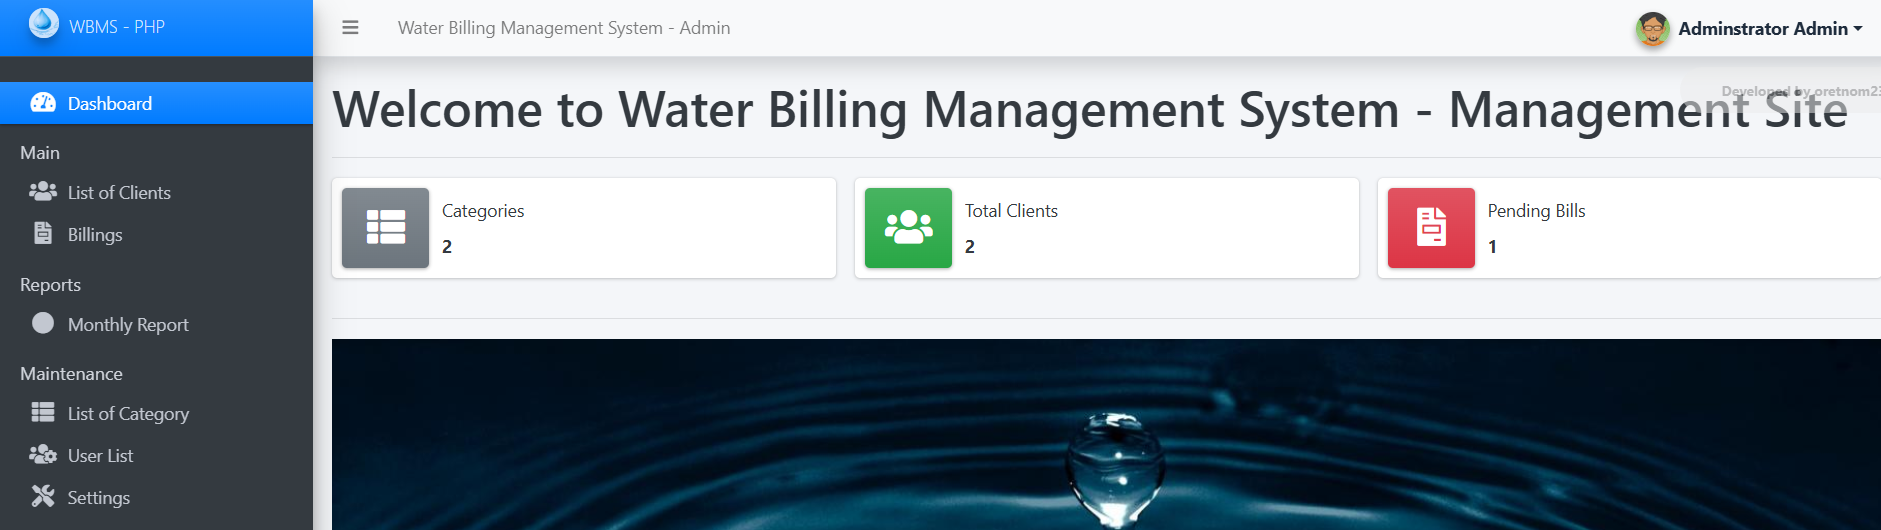 WBMS - PHP
Water Billing Management System - Admin
Adminstrator Admin
Dashboard
Main
List of Clients
Billings
Reports
Monthly Report
Maintenance
List of Category
User List
Settings
Developed by oretnom23
Welcome to Water Billing Management System - Management Site
Categories
2
Total Clients
2
Pending Bills
1